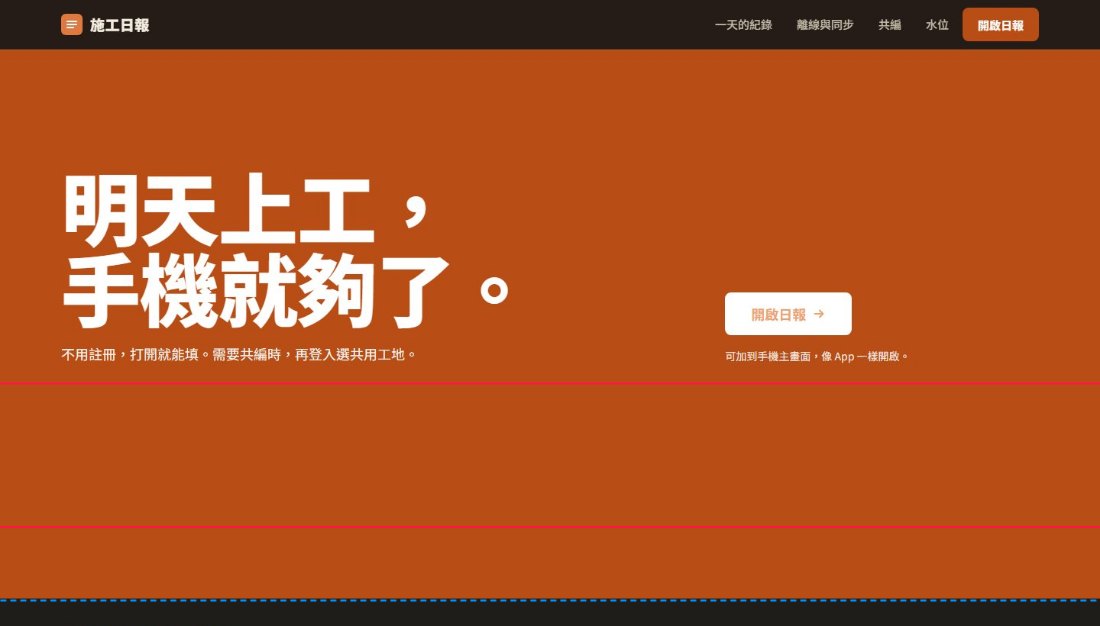 施工日報
一天的紀錄
離線與同步
共編
水位
開啟日報
明天上工，
手機就夠了。
不用註冊，打開就能填。需要共編時，再登入選共用工地。
開啟日報 →
可加到手機主畫面，像 App 一樣開啟。